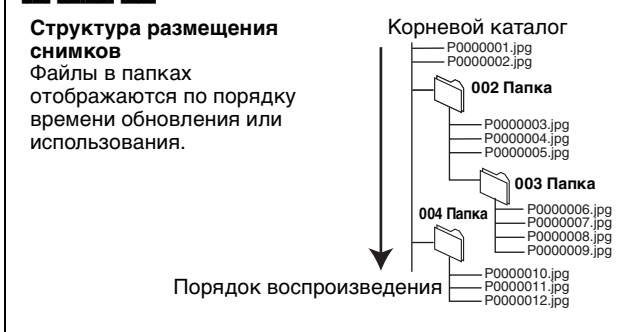 Структура размещения
снимков
Файлы в папках
отображаются по порядку
времени обновления или
использования.
Корневой каталог
P0000001.jpg
P0000002.jpg
002 Папка
P0000003.jpg
P0000004.jpg
P0000005.jpg
003 Папка
P0000006.jpg
P0000007.jpg
P0000008.jpg
P0000009.jpg
004 Папка
P0000010.jpg
P0000011.jpg
P0000012.jpg
Порядок воспроизведения